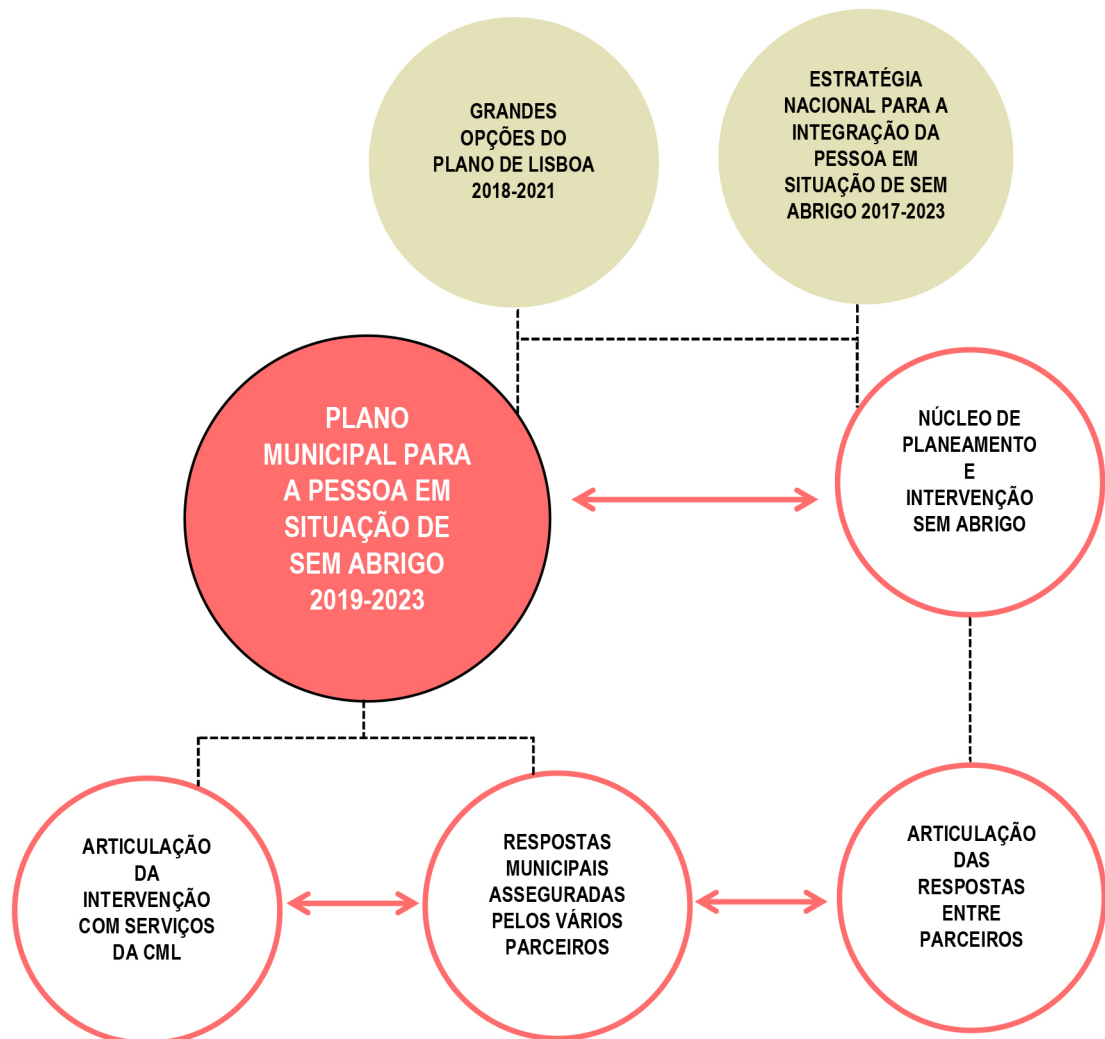 GRANDES
OPÇÕES DO
PLANO DE LISBOA
2018-2021
ESTRATÉGIA
NACIONAL PARA A
INTEGRAÇÃO DA
PESSOA EM
SITUAÇÃO DE SEM
ABRIGO 2017-2023
PLANO
MUNICIPAL PARA
A PESSOA EM
SITUAÇÃO DE
SEM ABRIGO
2019-2023
NÚCLEO DE
PLANEAMENTO
E
INTERVENÇÃO
SEM ABRIGO
ARTICULAÇÃO
DA
INTERVENÇÃO
COM SERVIÇOS
DA CML
RESPOSTAS
MUNICIPAIS
ASSEGURADAS
PELOS VÁRIOS
PARCEIROS
ARTICULAÇÃO
DAS
RESPOSTAS
ENTRE
PARCEIROS